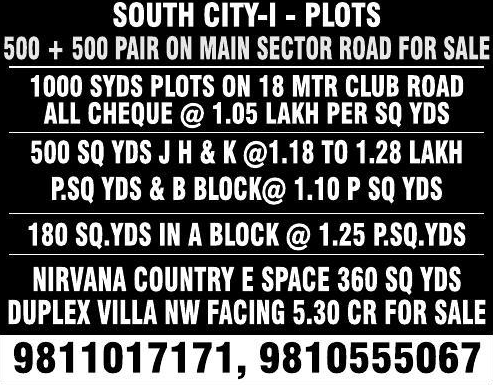 SOUTH CITY-I - PLOTS
500 + 500 PAIR ON MAIN SECTOR ROAD FOR SALE
1000 SYDS PLOTS ON 18 MTR CLUB ROAD
ALL CHEQUE @ 1.05 LAKH PER SQ YDS
500 SQ YDS J H & K @1.18 TO 1.28 LAKH
P.SQ YDS & B BLOCK@ 1.10 P SQ YDS
180 SQ.YDS IN A BLOCK @ 1.25 P.SQ.YDS
NIRVANA COUNTRY E SPACE 360 SQ YDS
DUPLEX VILLA NW FACING 5.30 CR FOR SALE
9811017171, 9810555067